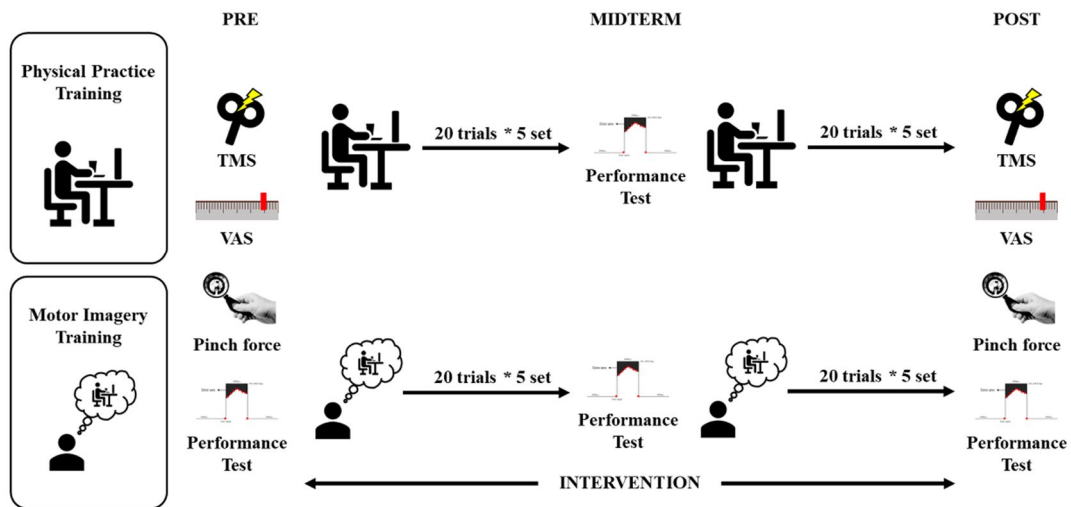 PRE
MIDTERM
POST
Physical Practice
Training
TMS
VAS
Pinch force
Performance
Test
20 trials * 5 set
Performance
Test
20 trials * 5 set
TMS
VAS
Pinch force
Performance
Test
Motor Imagery
Training
20 trials * 5 set
Performance
Test
20 trials * 5 set
INTERVENTION